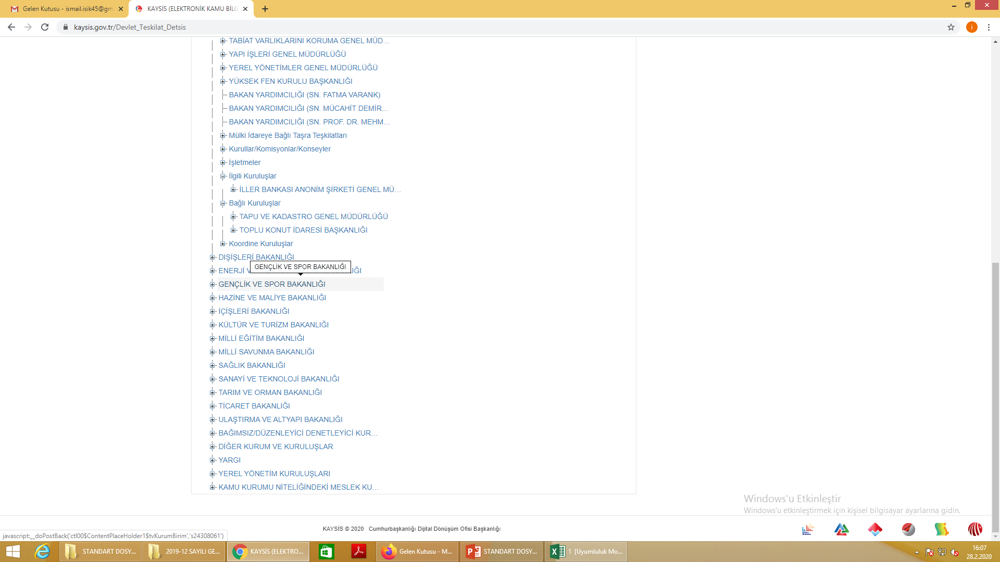 Gelen Kutusu - ismail.isik45@gm
KAYSİS (ELEKTRONİK KAMU BİLG
kaysis.gov.tr/Devlet_Teskilat_Detsis
i
TABİAT VARLIKLARINI KORUMA GENEL MÜD...
YAPI İŞLERİ GENEL MÜDÜRLÜĞÜ
YEREL YÖNETİMLER GENEL MÜDÜRLÜĞÜ
YÜKSEK FEN KURULU BAŞKANLIĞI
BAKAN YARDIMCILIĞI (SN. FATMA VARANK)
BAKAN YARDIMCILIĞI (SN. MÜCAHİT DEMİR...
BAKAN YARDIMCILIĞI (SN. PROF. DR. MEHM...
Mülki İdareye Bağlı Taşra Teşkilatları
Kurullar/Komisyonlar/Konseyler
İşletmeler
İlgili Kuruluşlar
İLLER BANKASI ANONİM ŞİRKETİ GENEL MÜ...
Bağlı Kuruluşlar
TAPU VE KADASTRO GENEL MÜDÜRLÜĞÜ
TOPLU KONUT İDARESİ BAŞKANLIĞI
Koordine Kuruluşlar
DIŞİŞLERİ BAKANLIĞI
GENÇLİK VE SPOR BAKANLIĞI
ENERJİ V
GENÇLİK VE SPOR BAKANLIĞI
HAZİNE VE MALİYE BAKANLIĞI
İÇİŞLERİ BAKANLIĞI
KÜLTÜR VE TURİZM BAKANLIĞI
MİLLİ EĞİTİM BAKANLIĞI
MİLLİ SAVUNMA BAKANLIĞI
SAĞLIK BAKANLIĞI
SANAYİ VE TEKNOLOJİ BAKANLIĞI
TARIM VE ORMAN BAKANLIĞI
TİCARET BAKANLIĞI
ULAŞTIRMA VE ALTYAPI BAKANLIĞI
BAĞIMSIZ/DÜZENLEYİCİ DENETLEYİCİ KUR...
DİĞER KURUM VE KURULUŞLAR
YARGI
YEREL YÖNETİM KURULUŞLARI
KAMU KURUMU NİTELİĞİNDEKİ MESLEK KU...
Windows'u Etkinleştir
Windows'u etkinleştirmek için kişisel bilgisayar ayarlarına gidin.
KAYSİS © 2020 Cumhurbaşkanlığı Dijital Dönüşüm Ofisi Başkanlığı
javascript:__doPostBack('ctl00$ContentPlaceHolder1$tvKurumBirim','s24308061')
STANDART DOSY...
2019-12 SAYILI GE...
KAYSİS (ELEKTRO...
Gelen Kutusu - M...
STANDART DOSY...
1 [Uyumluluk Mo...
16:07
28.2.2020